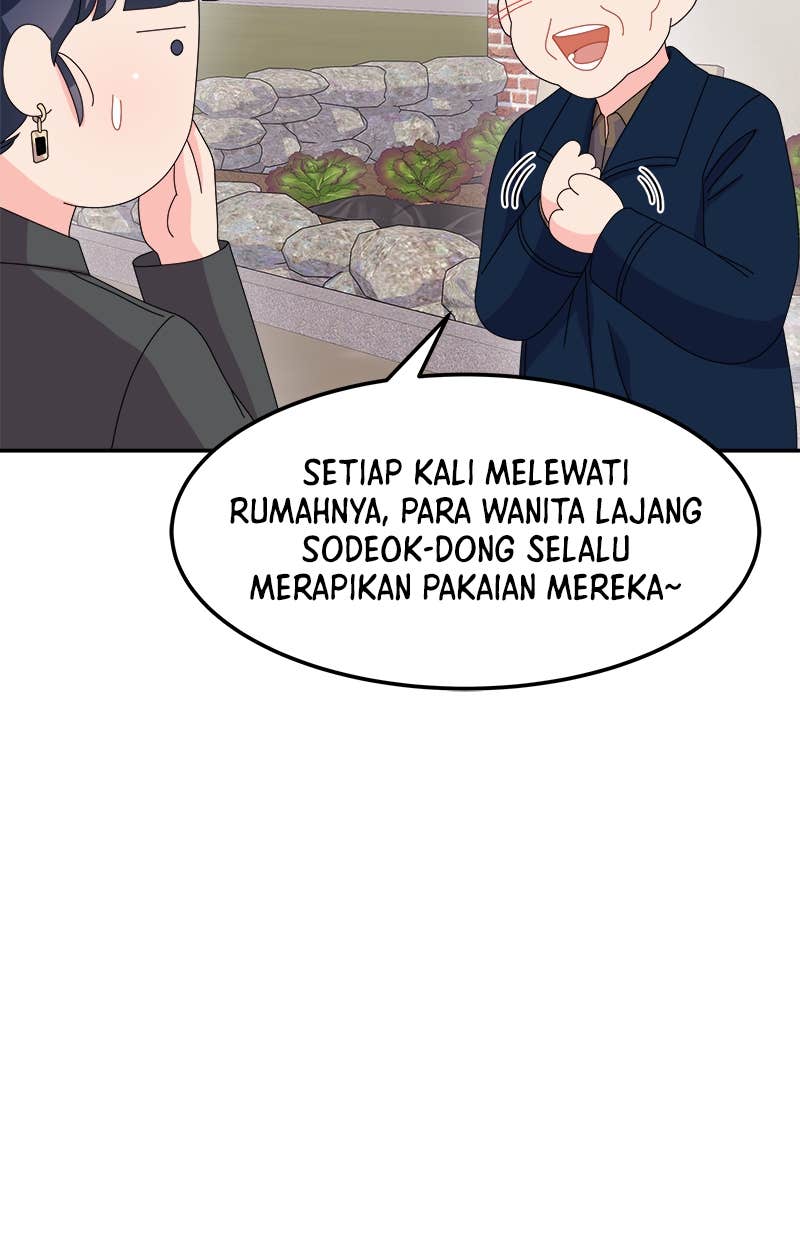 SETIAP KALI MELEWATI
RUMAHNYA, PARA WANITA LAJANG
SODEOK-DONG SELALU
MERAPIKAN PAKAIAN MEREKA~